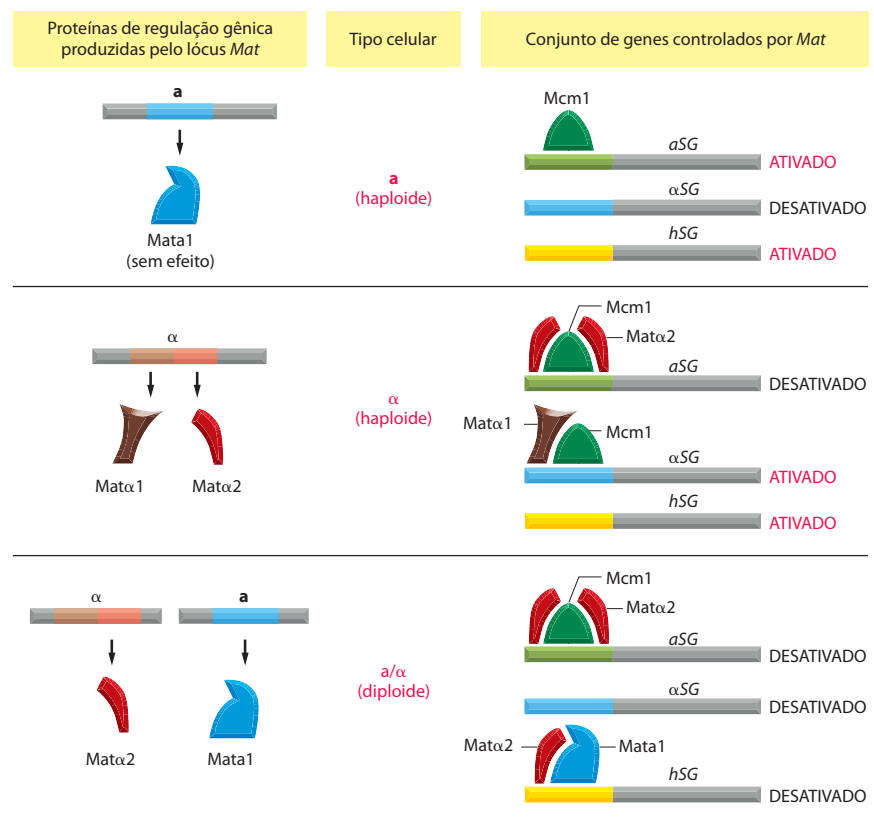 Proteínas de regulação gênica
produzidas pelo lócus Mat
Tipo celular
Conjunto de genes controlados por Mat
a
Mata1
(sem efeito)
a
(haploide)
Mcm1
aSG
ATIVADO
αSG
DESATIVADO
hSG
ATIVADO
α
Matα1
Matα2
α
(haploide)
Mcm1
Matα2
aSG
DESATIVADO
Matα1
Mcm1
αSG
ATIVADO
hSG
ATIVADO
α
a
Matα2
Mata1
a/α
(diploide)
Mcm1
Matα2
aSG
DESATIVADO
αSG
DESATIVADO
Matα2
Mata1
hSG
DESATIVADO